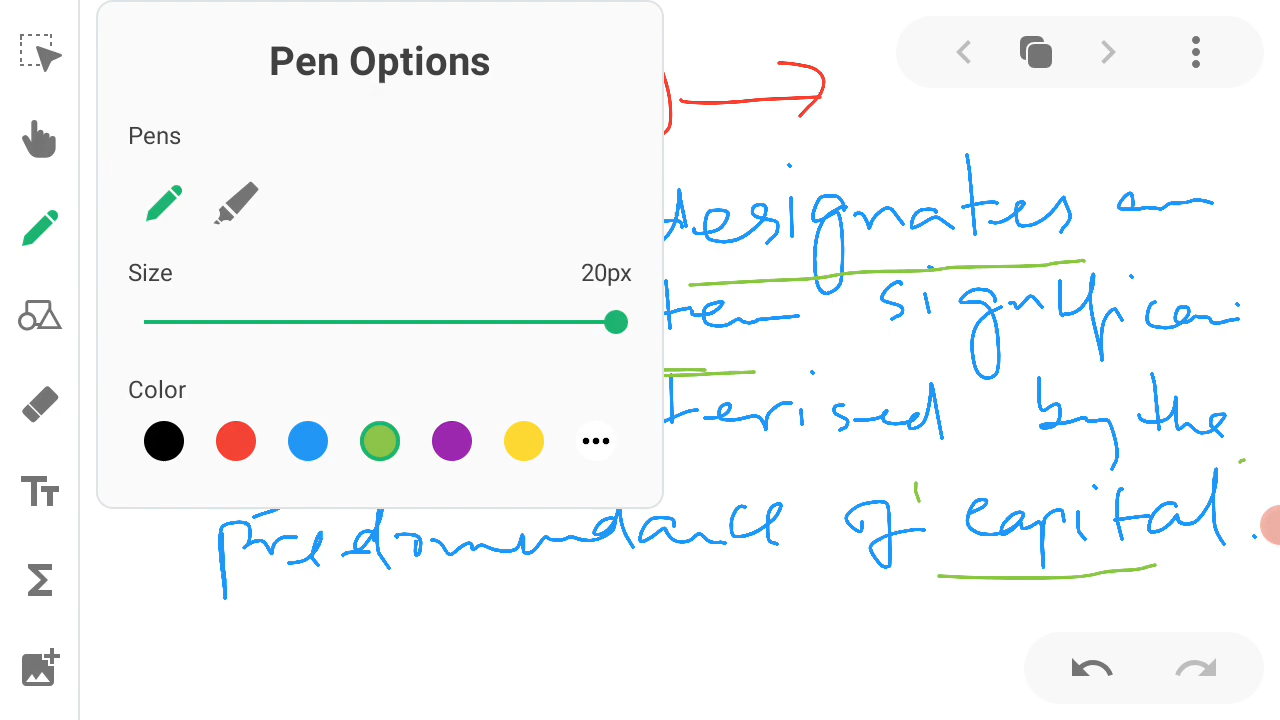 Pen Options
Pens
Size 20px
Color
designates an
significan
terised by the
predominance of capital.